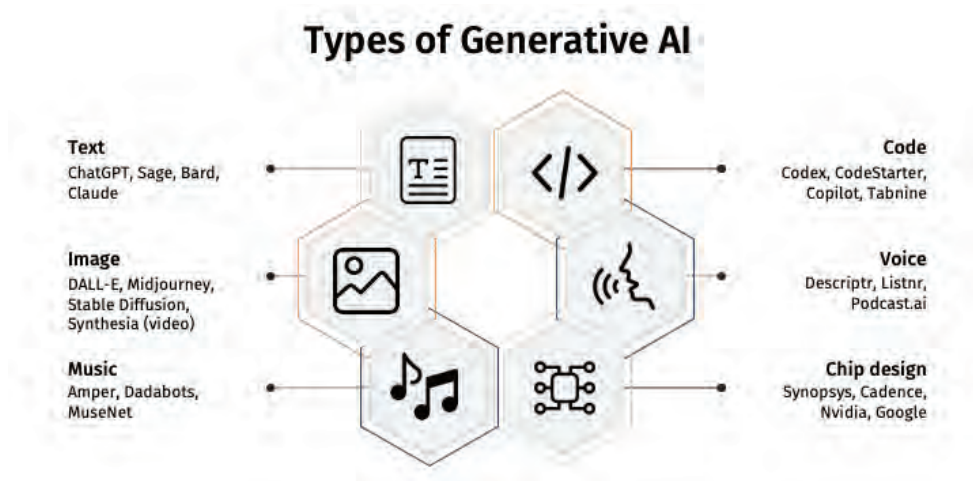 Types of Generative AI
Text
ChatGPT, Sage, Bard,
Claude
Image
DALL-E, Midjourney,
Stable Diffusion,
Synthesia (video)
Music
Amper, Dadabots,
MuseNet
Code
Codex, CodeStarter,
Copilot, Tabnine
Voice
Descriptr, Listnr,
Podcast.ai
Chip design
Synopsys, Cadence,
Nvidia, Google
T